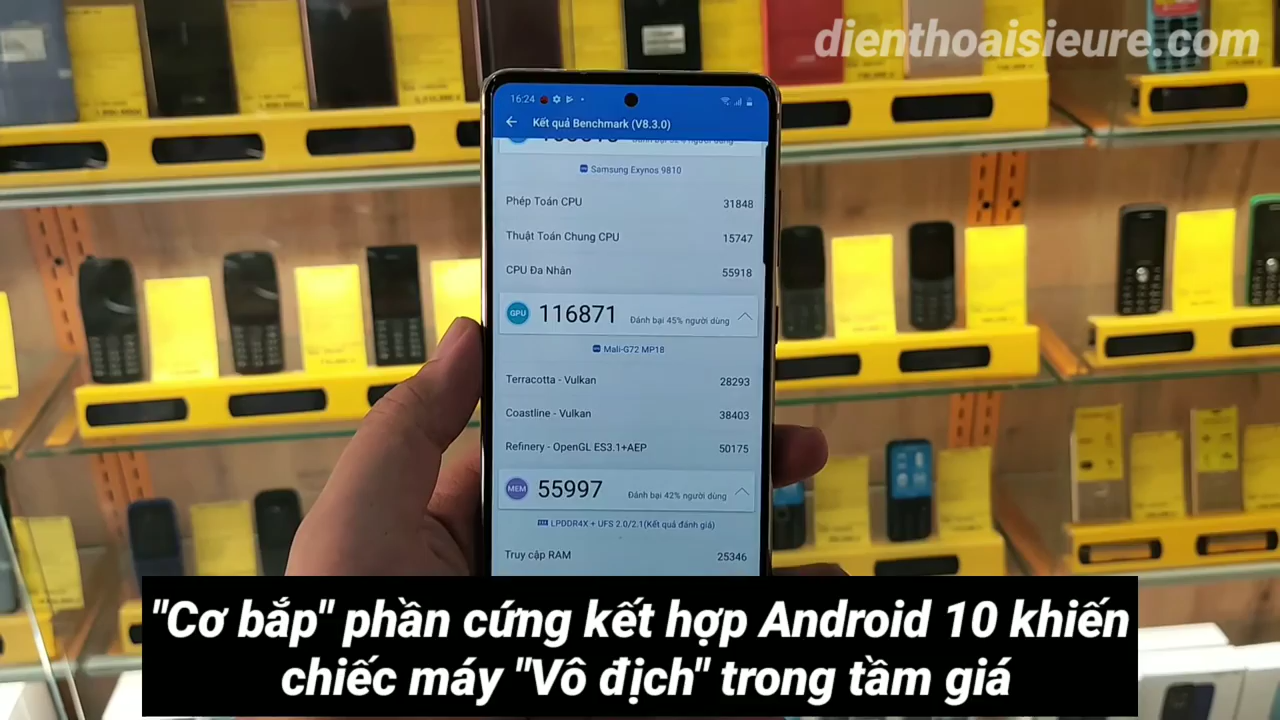 dienthoaisieure.com
16:24
Kết quả Benchmark (V8.3.0)
Samsung Exynos 9810
Phép Toán CPU 31848
Thuật Toán Chung CPU 15747
CPU Đa Nhân 55918
GPU 116871 Đánh bại 45% người dùng
Mali-G72 MP18
Terracotta - Vulkan 28293
Coastline - Vulkan 38403
Refinery - OpenGL ES3.1+AEP 50175
MEM 55997 Đánh bại 42% người dùng
LPDDR4X + UFS 2.0/2.1(Kết quả đánh giá)
Truy cập RAM 25346
"Cơ bắp" phần cứng kết hợp Android 10 khiến
chiếc máy "Vô địch" trong tầm giá